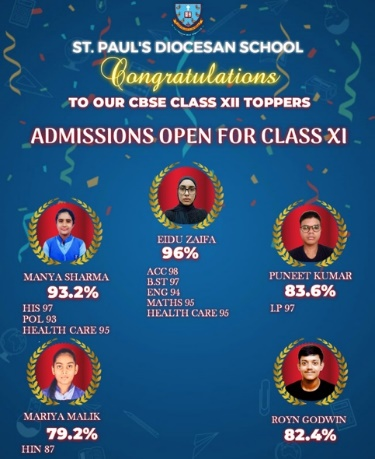 ST. PAUL'S DIOCESAN SCHOOL
Congratulations
TO OUR CBSE CLASS XII TOPPERS
ADMISSIONS OPEN FOR CLASS XI
EIDU ZAIFA
96%
ACC 98
B.ST 97
ENG 94
MATHS 95
HEALTH CARE 95
MANYA SHARMA
93.2%
HIS 97
POL 93
HEALTH CARE 95
PUNEET KUMAR
83.6%
LP 97
MARIYA MALIK
79.2%
HIN 87
ROYN GODWIN
82.4%